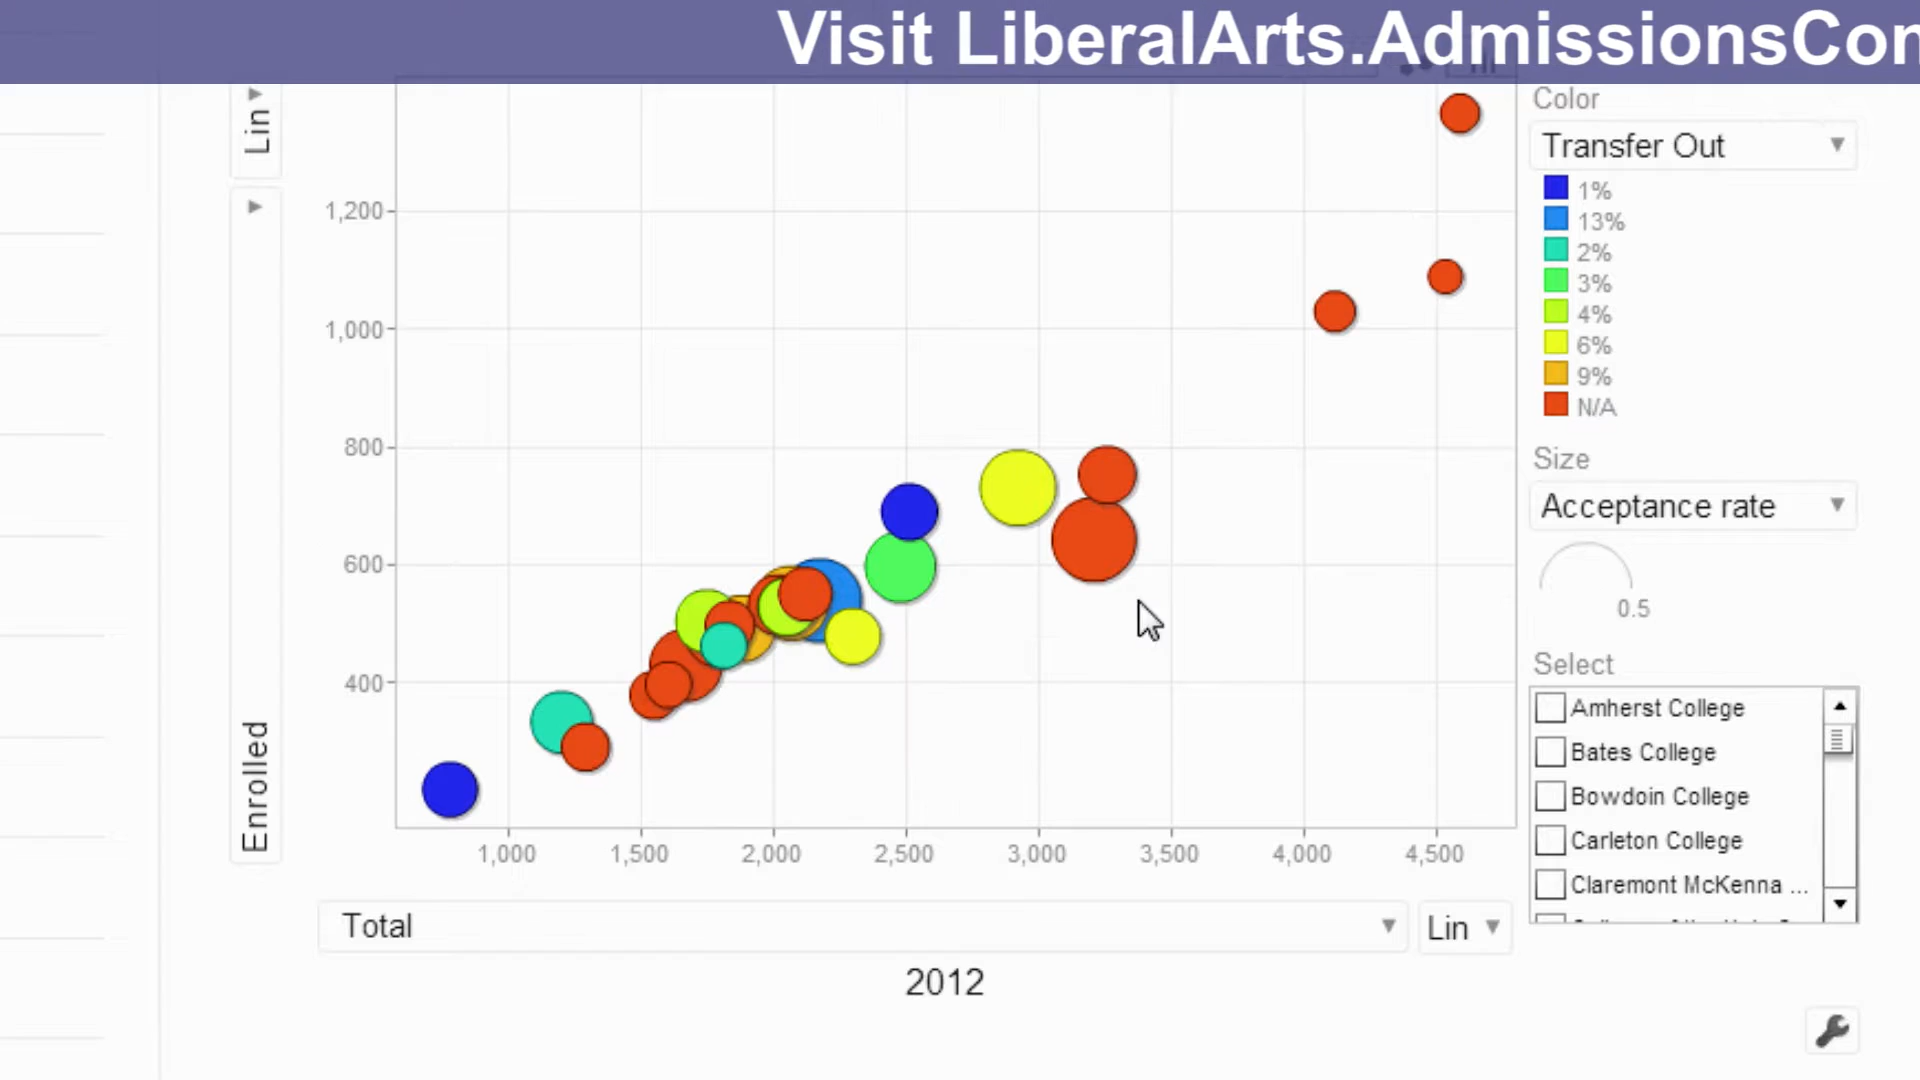 Visit LiberalArts.AdmissionsCon
Lin
Enrolled
1,200
1,000
800
600
400
1,000
1,500
2,000
2,500
3,000
3,500
4,000
4,500
Total
Lin
2012
Color
Transfer Out
1%
13%
2%
3%
4%
6%
9%
N/A
Size
Acceptance rate
0.5
Select
Amherst College
Bates College
Bowdoin College
Carleton College
Claremont McKenna ...